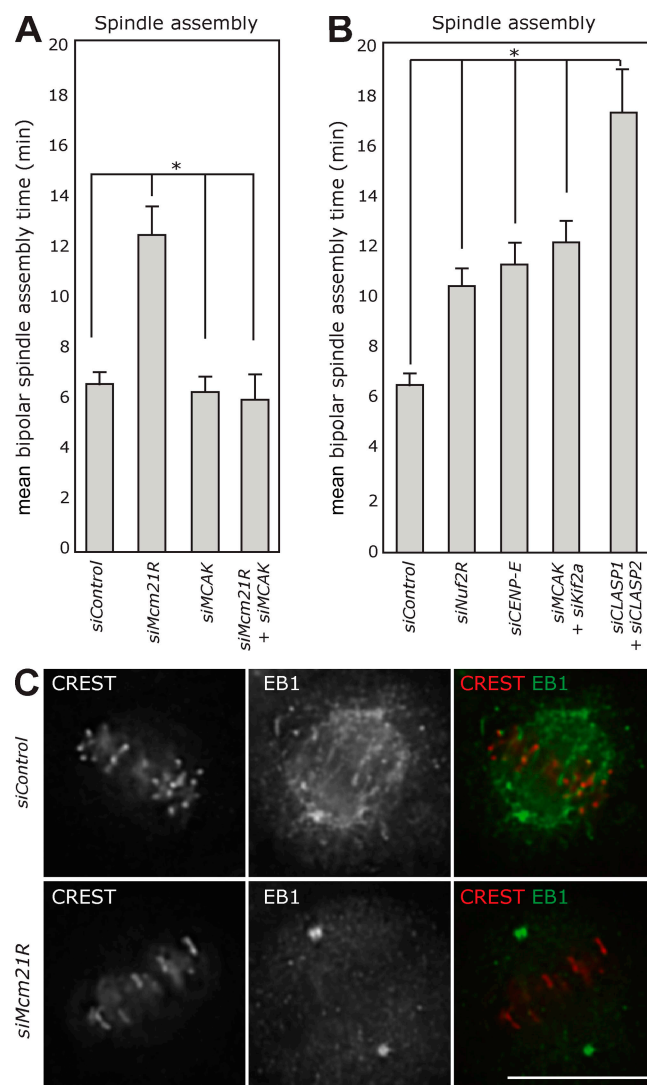 A
Spindle assembly
mean bipolar spindle assembly time (min)
20
18
16
14
12
10
8
6
4
2
0
*
siControl
siMcm21R
siMCAK
siMcm21R
+ siMCAK
B
Spindle assembly
mean bipolar spindle assembly time (min)
20
18
16
14
12
10
8
6
4
2
0
*
siControl
siNuf2R
siCENP-E
siMCAK
+ siKif2a
siCLASP1
+ siCLASP2
C
siControl
CREST
EB1
CREST EB1
siMcm21R
CREST
EB1
CREST EB1